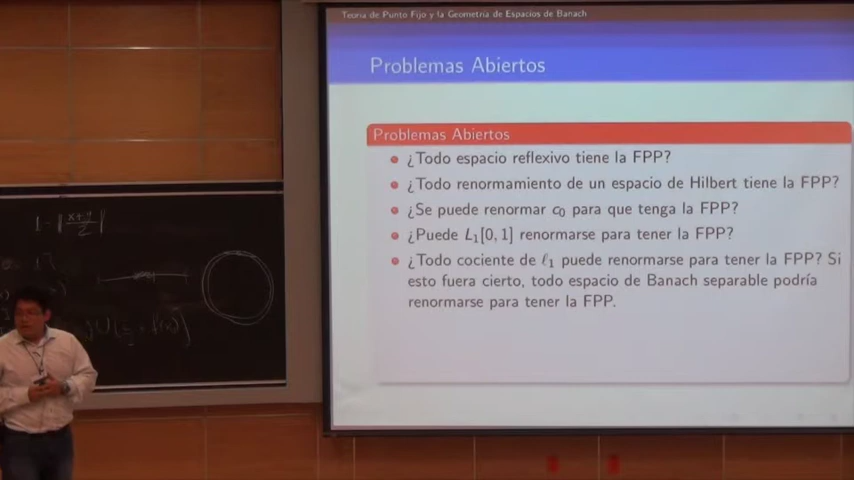 Teoría de Punto Fijo y la Geometría de Espacios de Banach
Problemas Abiertos
Problemas Abiertos
¿Todo espacio reflexivo tiene la FPP?
¿Todo renormamiento de un espacio de Hilbert tiene la FPP?
¿Se puede renormar c₀ para que tenga la FPP?
¿Puede L₁[0, 1] renormarse para tener la FPP?
¿Todo cociente de ℓ₁ puede renormarse para tener la FPP? Si
esto fuera cierto, todo espacio de Banach separable podría
renormarse para tener la FPP.
1 - ||x+y/2||